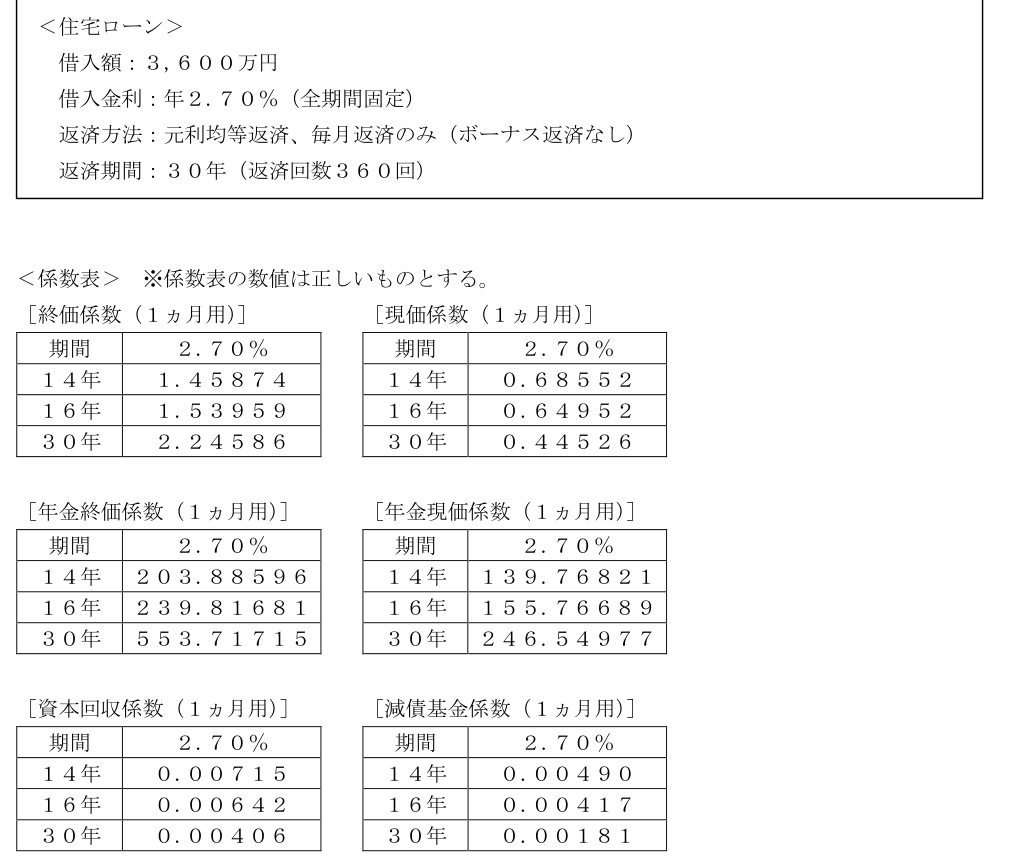 ＜住宅ローン＞
借入額：３,６００万円
借入金利：年２.７０％（全期間固定）
返済方法：元利均等返済、毎月返済のみ（ボーナス返済なし）
返済期間：３０年（返済回数３６０回）
＜係数表＞　※係数表の数値は正しいものとする。
［終価係数（１ヵ月用）］
期間　２.７０％
１４年　１.４５８７４
１６年　１.５３９５９
３０年　２.２４５８６
［現価係数（１ヵ月用）］
期間　２.７０％
１４年　０.６８５５２
１６年　０.６４９５２
３０年　０.４４５２６
［年金終価係数（１ヵ月用）］
期間　２.７０％
１４年　２０３.８８５９６
１６年　２３９.８１６８１
３０年　５５３.７１７１５
［年金現価係数（１ヵ月用）］
期間　２.７０％
１４年　１３９.７６８２１
１６年　１５５.７６６８９
３０年　２４６.５４９７７
［資本回収係数（１ヵ月用）］
期間　２.７０％
１４年　０.００７１５
１６年　０.００６４２
３０年　０.００４０６
［減債基金係数（１ヵ月用）］
期間　２.７０％
１４年　０.００４９０
１６年　０.００４１７
３０年　０.００１８１